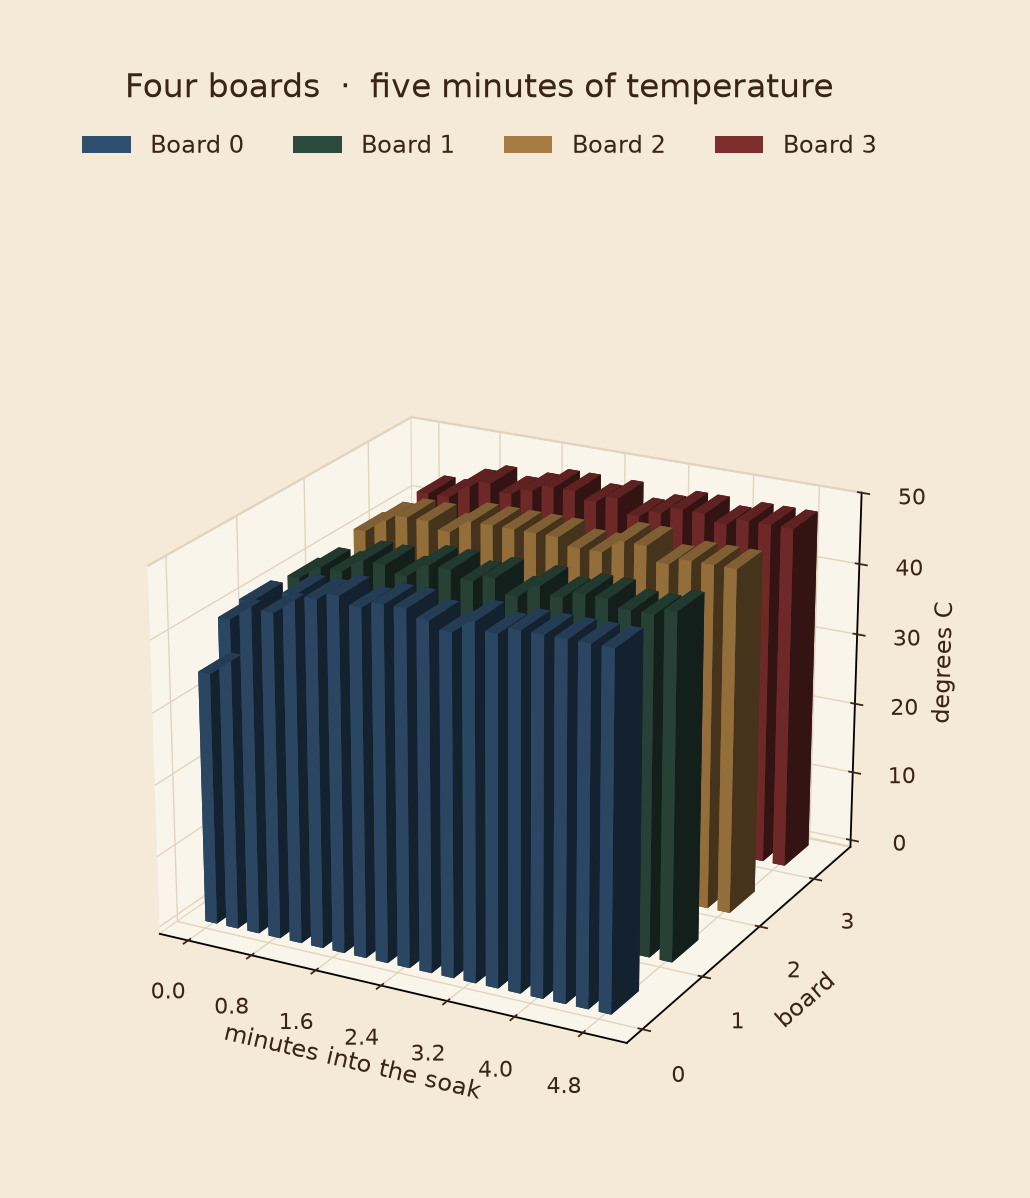 Four boards · five minutes of temperature
Board 0 Board 1 Board 2 Board 3
50
40
30
20
10
0
degrees C
0.0 0.8 1.6 2.4 3.2 4.0 4.8
minutes into the soak
0 1 2 3
board